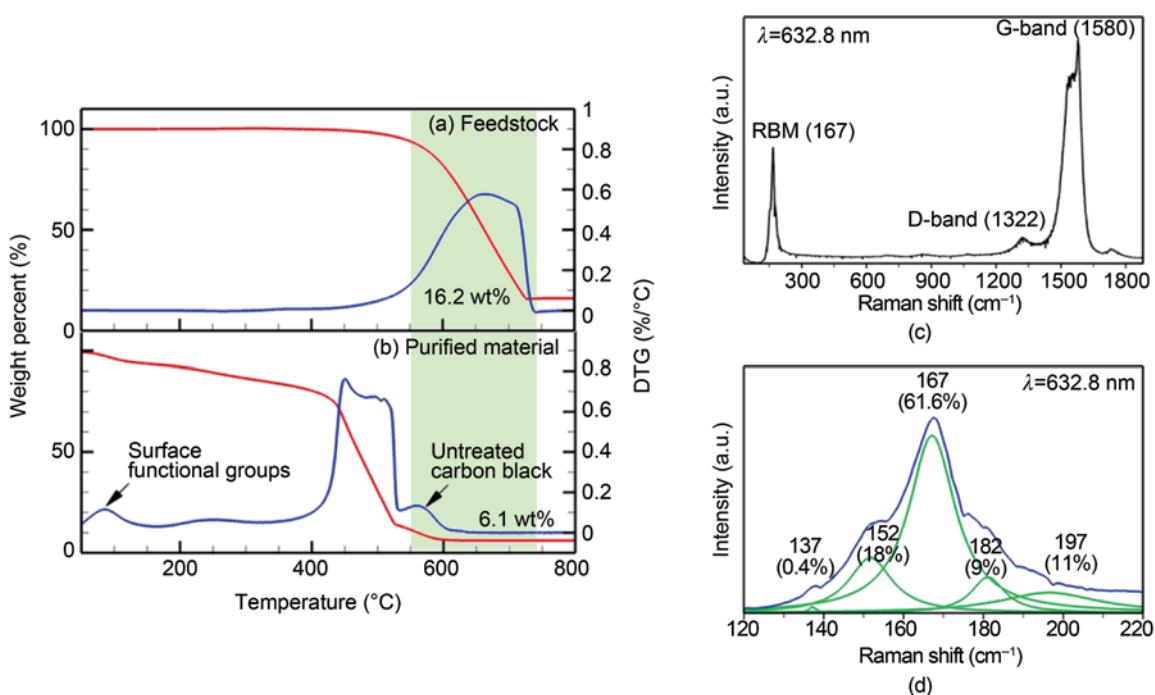 (a) Feedstock
16.2 wt%
100
50
0
1
0.8
0.6
0.4
0.2
0
Weight percent (%)
DTG (%/°C)
(b) Purified material
Surface
functional groups
Untreated
carbon black
6.1 wt%
50
0
0.8
0.6
0.4
0.2
0
200
400
600
800
Temperature (°C)
λ=632.8 nm
G-band (1580)
RBM (167)
D-band (1322)
Intensity (a.u.)
300
600
900
1200
1500
1800
Raman shift (cm⁻¹)
(c)
167
(61.6%)
λ=632.8 nm
152
(18%)
137
(0.4%)
182
(9%)
197
(11%)
Intensity (a.u.)
120
140
160
180
200
220
Raman shift (cm⁻¹)
(d)